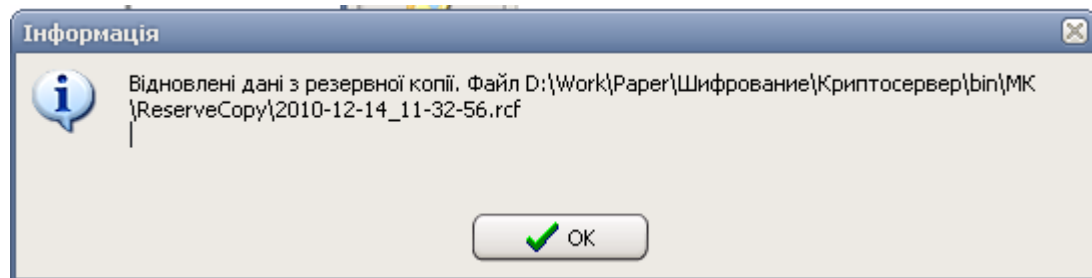 Інформація
Відновлені дані з резервної копії. Файл D:\Work\Paper\Шифрование\Криптосервер\bin\МК
\ReserveCopy\2010-12-14_11-32-56.rcf
OK